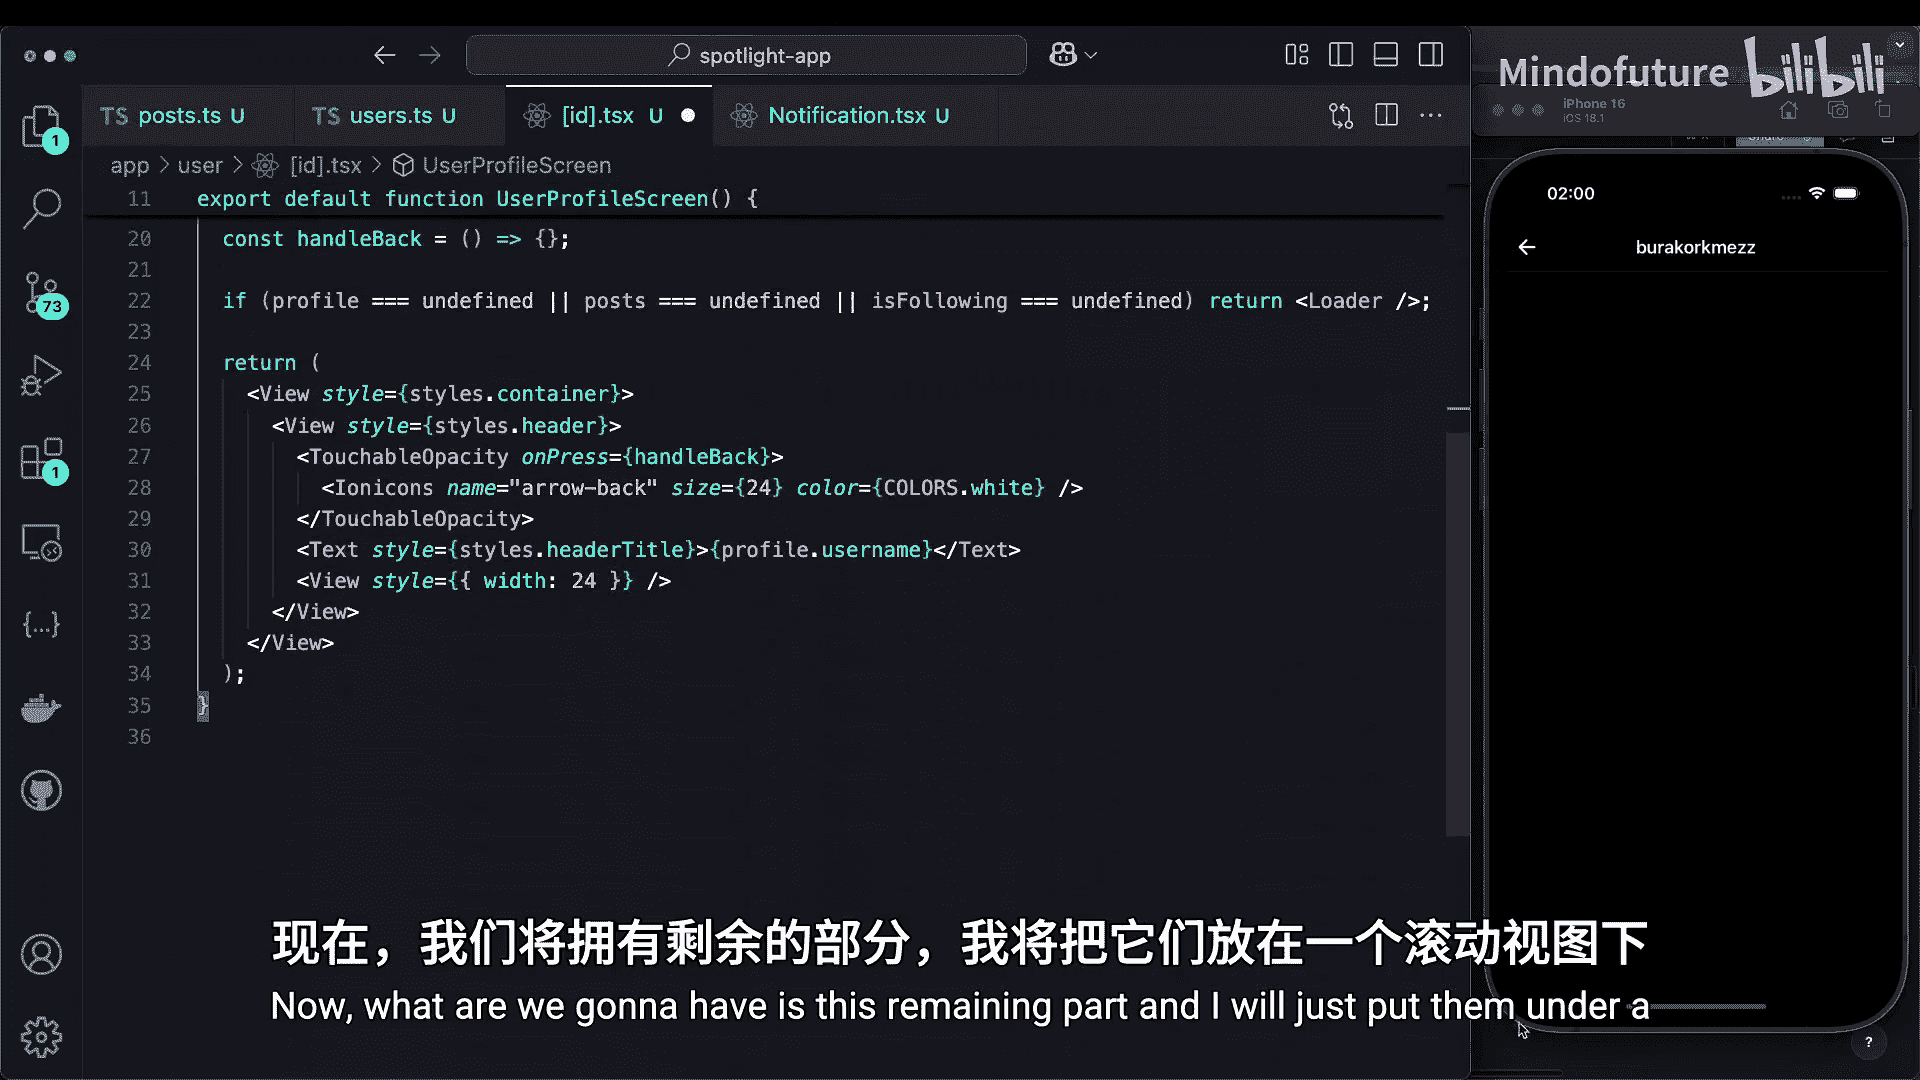 spotlight-app
Mindofuture bilibili
iPhone 16
iOS 18.1
1
TS posts.ts U
TS users.ts U
[id].tsx U
Notification.tsx U
app > user > [id].tsx > UserProfileScreen
11 export default function UserProfileScreen() {
20 const handleBack = () => {};
21
22 if (profile === undefined || posts === undefined || isFollowing === undefined) return <Loader />;
23
24 return (
25 <View style={styles.container}>
26 <View style={styles.header}>
27 <TouchableOpacity onPress={handleBack}>
28 <Ionicons name="arrow-back" size={24} color={COLORS.white} />
29 </TouchableOpacity>
30 <Text style={styles.headerTitle}>{profile.username}</Text>
31 <View style={{ width: 24 }} />
32 </View>
33 </View>
34 );
35 }
36
73
1
{...}
02:00
burakorkmezz
现在，我们将拥有剩余的部分，我将把它们放在一个滚动视图下
Now, what are we gonna have is this remaining part and I will just put them under a
?